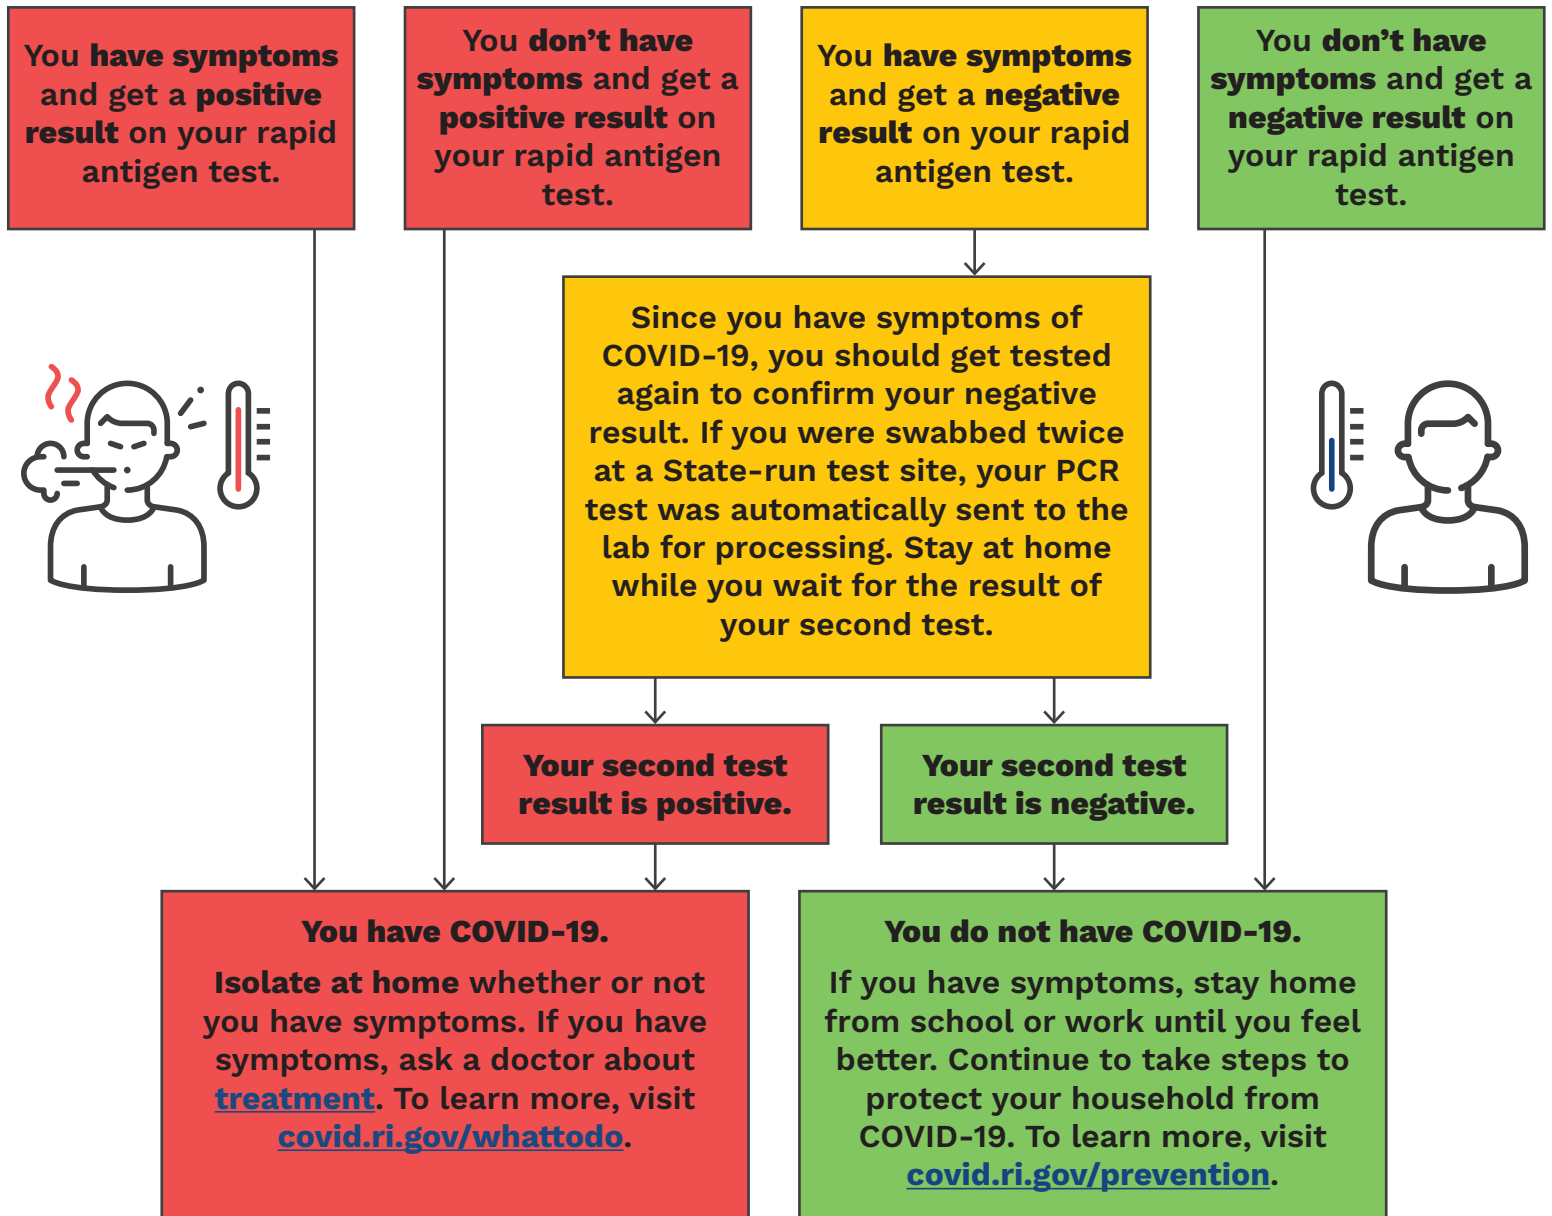 You have symptoms
and get a positive
result on your rapid
antigen test.
You don’t have
symptoms and get a
positive result on
your rapid antigen
test.
You have symptoms
and get a negative
result on your rapid
antigen test.
You don’t have
symptoms and get a
negative result on
your rapid antigen
test.
Since you have symptoms of
COVID-19, you should get tested
again to confirm your negative
result. If you were swabbed twice
at a State-run test site, your PCR
test was automatically sent to the
lab for processing. Stay at home
while you wait for the result of
your second test.
Your second test
result is positive.
Your second test
result is negative.
You have COVID-19.
Isolate at home whether or not
you have symptoms. If you have
symptoms, ask a doctor about
treatment. To learn more, visit
covid.ri.gov/whattodo.
You do not have COVID-19.
If you have symptoms, stay home
from school or work until you feel
better. Continue to take steps to
protect your household from
COVID-19. To learn more, visit
covid.ri.gov/prevention.